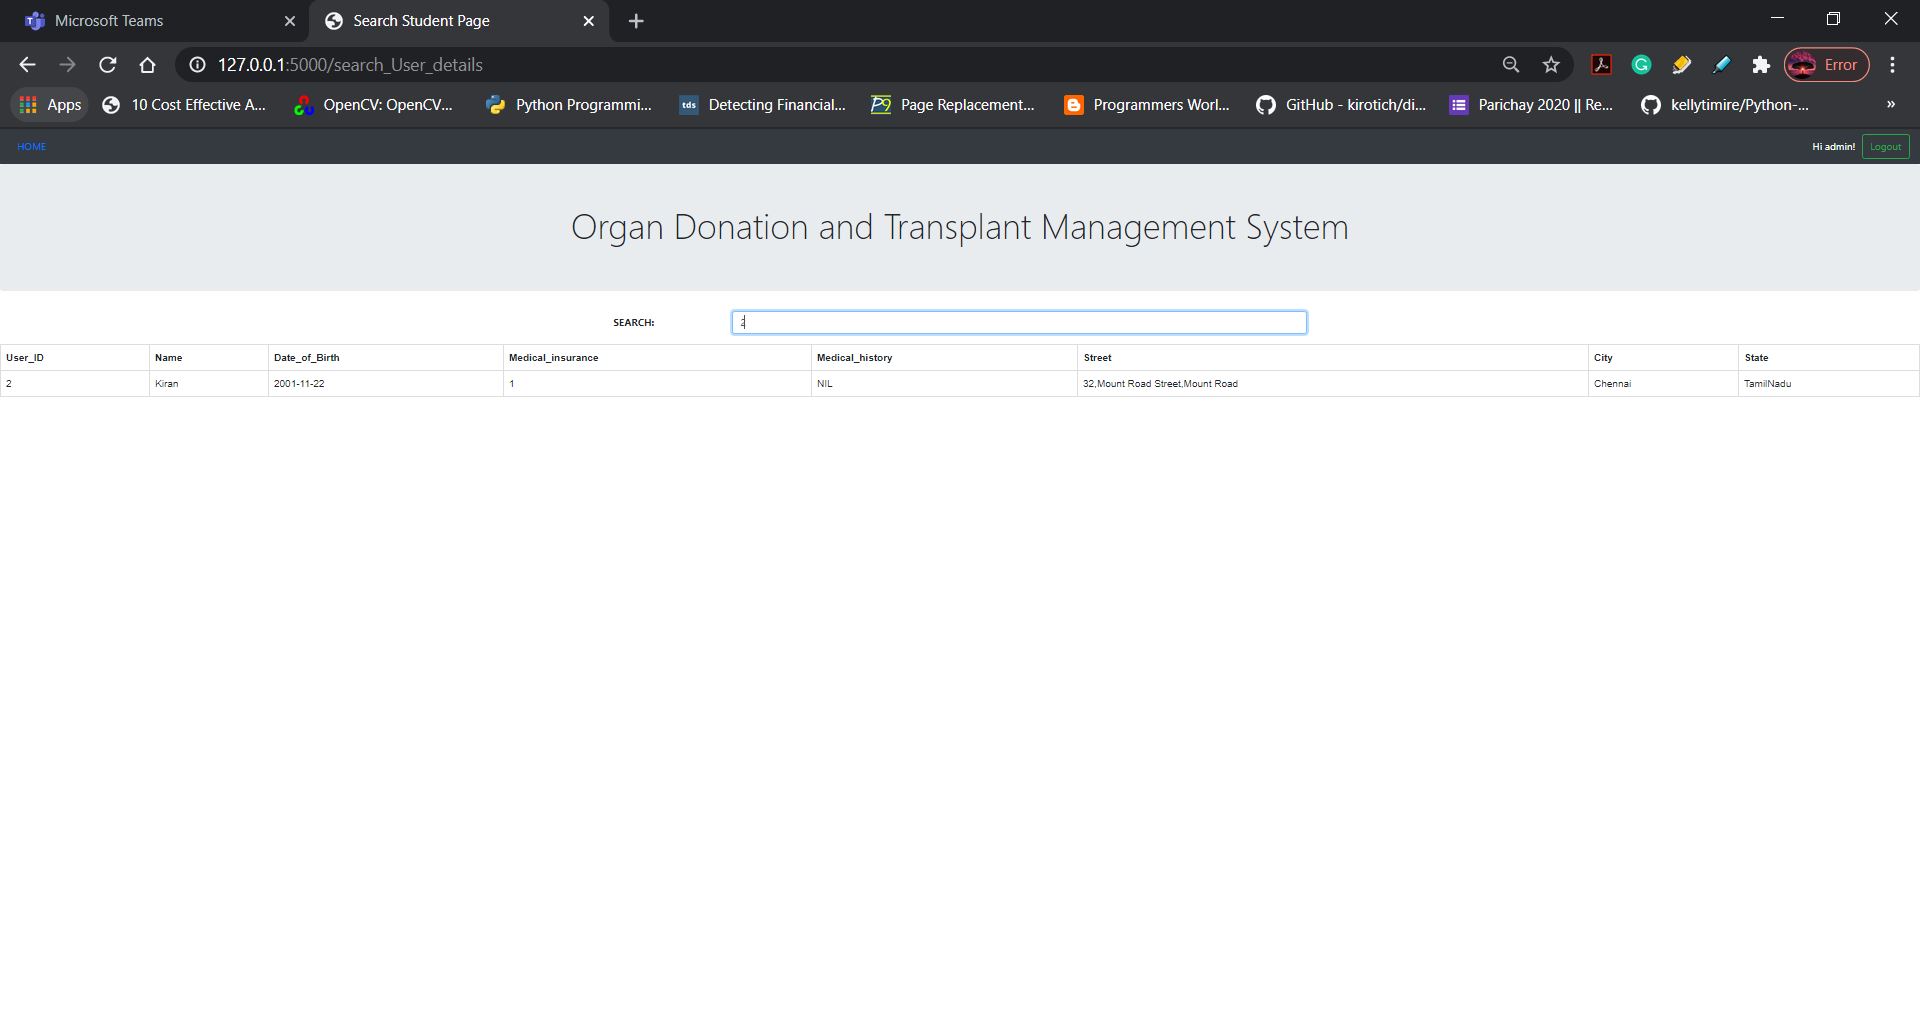 Microsoft Teams
Search Student Page
127.0.0.1:5000/search_User_details
Error
Apps
10 Cost Effective A...
OpenCV: OpenCV...
Python Programmi...
tds
Detecting Financial...
Page Replacement...
Programmers Worl...
GitHub - kirotich/di...
Parichay 2020 || Re...
kellytimire/Python-...
»
HOME
Hi admin!
Logout
Organ Donation and Transplant Management System
SEARCH:
2
User_ID Name Date_of_Birth Medical_insurance Medical_history Street City State
2 Kiran 2001-11-22 1 NIL 32,Mount Road Street,Mount Road Chennai TamilNadu